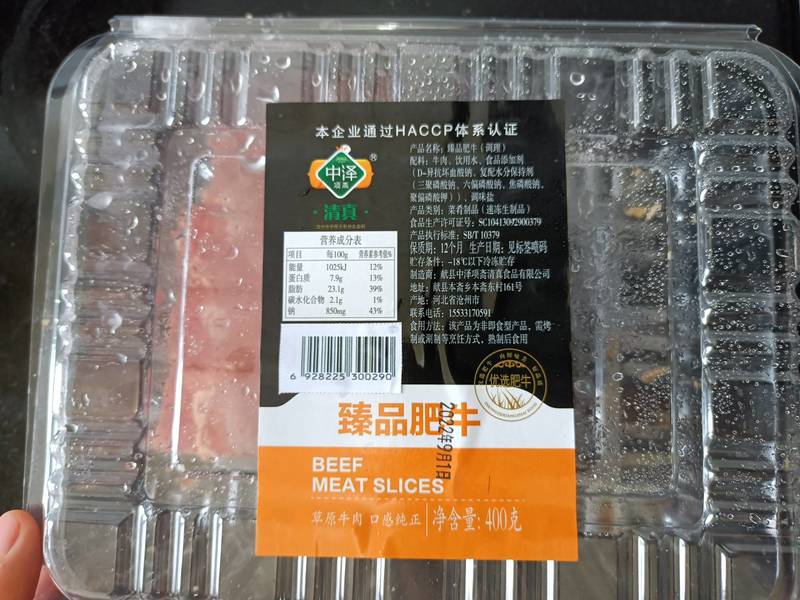 本企业通过HACCP体系认证
中泽
项斋
®
·清真·
营养成分表
项目 每100g 营养素参考值%
能量 1025kJ 12%
蛋白质 7.9g 13%
脂肪 23.1g 39%
碳水化合物 2.1g 1%
钠 850mg 43%
6 928225 300290
产品名称：臻品肥牛（调理）
配料：牛肉、饮用水、食品添加剂
（D-异抗坏血酸钠、复配水分保持剂
（三聚磷酸钠、六偏磷酸钠、焦磷酸钠、
聚偏磷酸钾））、调味盐
产品类别：菜肴制品（速冻生制品）
食品生产许可证号：SC10413092900379
产品执行标准：SB/T 10379
保质期：12个月 生产日期：见标签喷码
贮存条件：-18℃以下冷冻贮存
制造商：献县中泽项斋清真食品有限公司
地址：献县本斋乡本斋东村161号
产地：河北省沧州市
联系电话：15533170591
食用方法：该产品为非即食型产品，需烤
制或涮制等烹饪方式，熟制后食用
优选肥牛
臻品肥牛
2022年9月1日
BEEF
MEAT SLICES
草原牛肉 口感纯正 净含量：400克